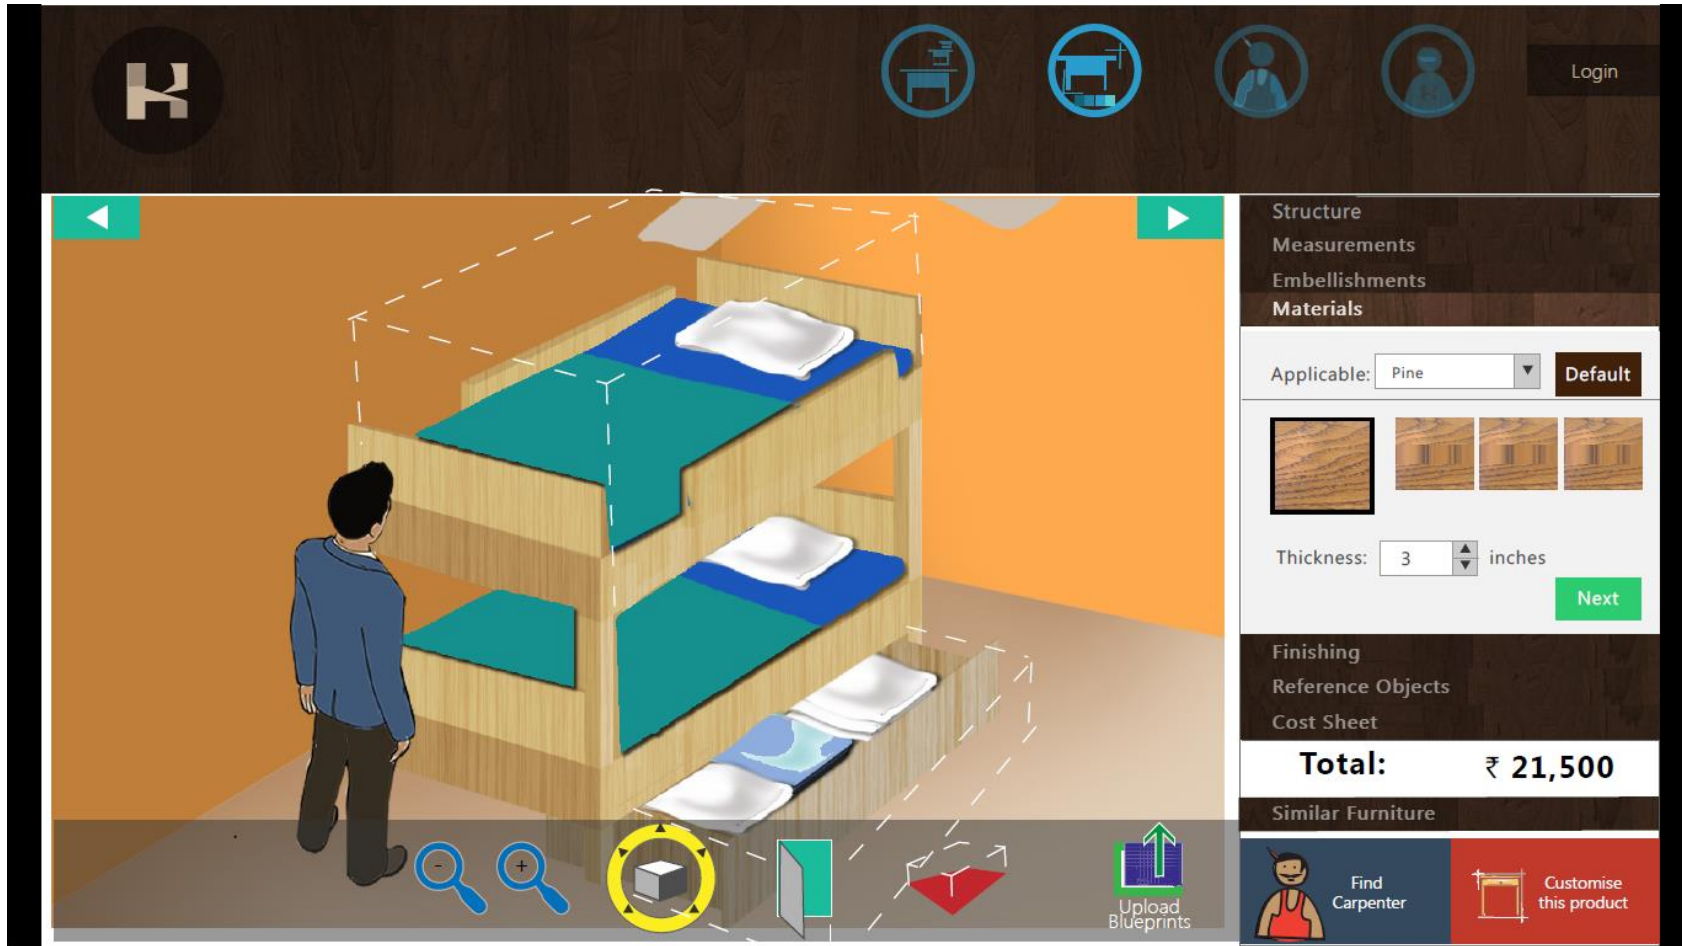 Login
Structure
Measurements
Embellishments
Materials
Applicable: Pine Default
Thickness: 3 inches
Next
Finishing
Reference Objects
Cost Sheet
Total: ₹ 21,500
Similar Furniture
Upload
Blueprints
Find
Carpenter
Customise
this product